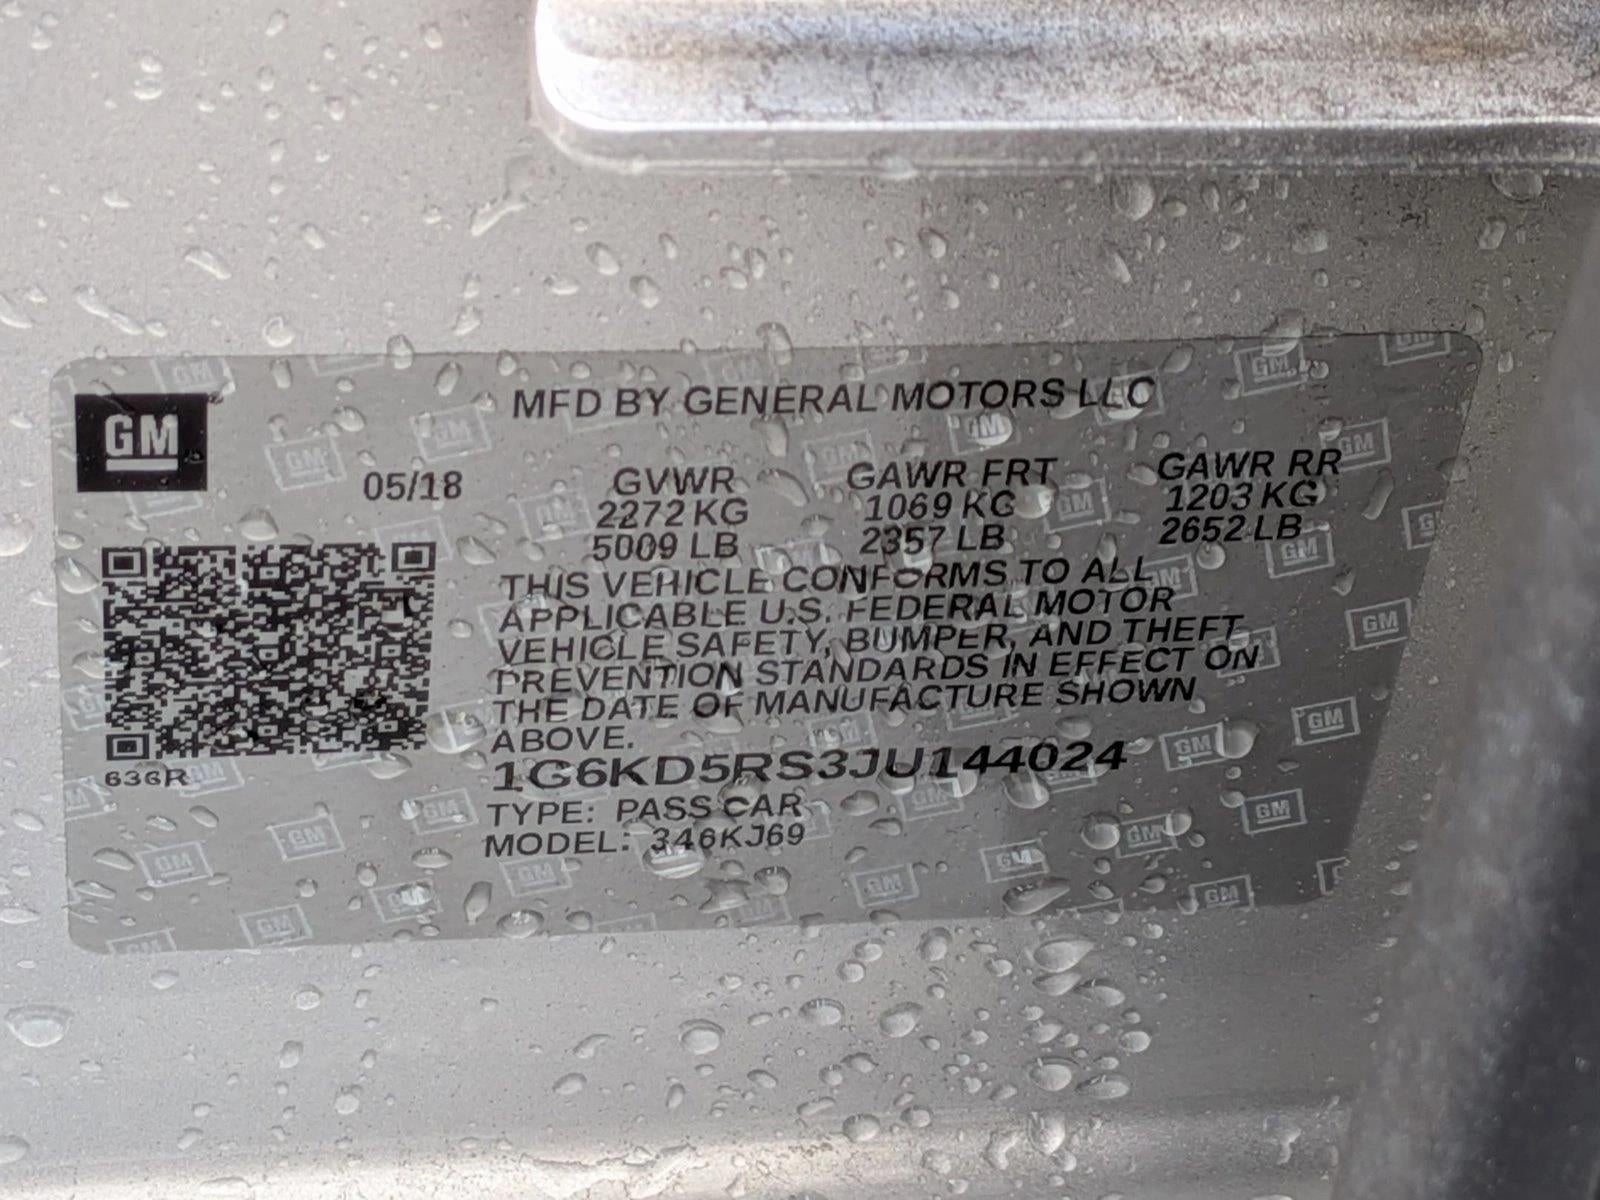 GM
MFD BY GENERAL MOTORS LLC
05/18 GVWR GAWR FRT GAWR RR
2272 KG 1069 KG 1203 KG
5009 LB 2357 LB 2652 LB
THIS VEHICLE CONFORMS TO ALL
APPLICABLE U.S. FEDERAL MOTOR
VEHICLE SAFETY, BUMPER, AND THEFT
PREVENTION STANDARDS IN EFFECT ON
THE DATE OF MANUFACTURE SHOWN
ABOVE.
636R
1G6KD5RS3JU144024
TYPE: PASS CAR
MODEL: 346KJ69